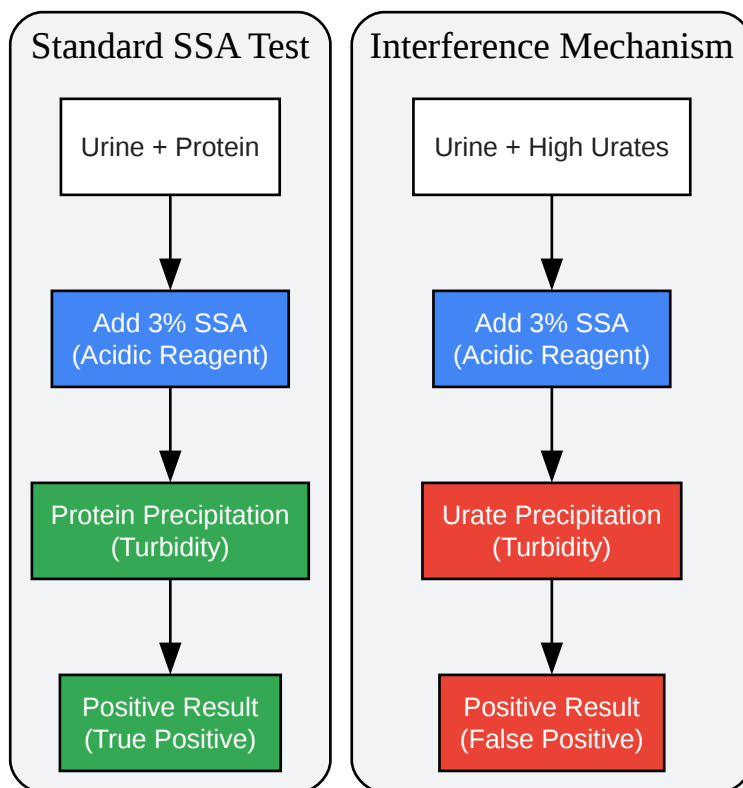 Standard SSA Test
Urine + Protein
Add 3% SSA
(Acidic Reagent)
Protein Precipitation
(Turbidity)
Positive Result
(True Positive)
Interference Mechanism
Urine + High Urates
Add 3% SSA
(Acidic Reagent)
Urate Precipitation
(Turbidity)
Positive Result
(False Positive)